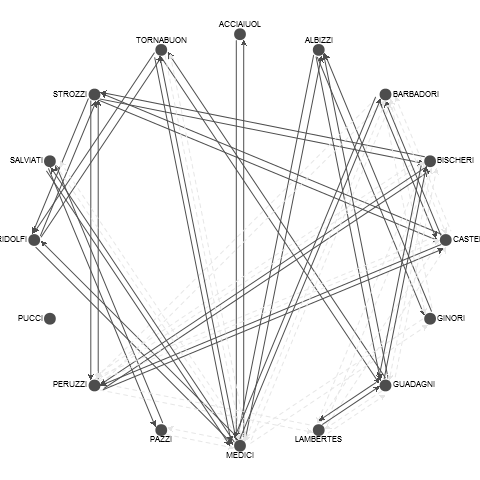 ACCIAIUOL
TORNABUON
ALBIZZI
STROZZI
BARBADORI
SALVIATI
BISCHERI
RIDOLFI
CASTE
PUCCI
GINORI
PERUZZI
GUADAGNI
PAZZI
LAMBERTES
MEDICI